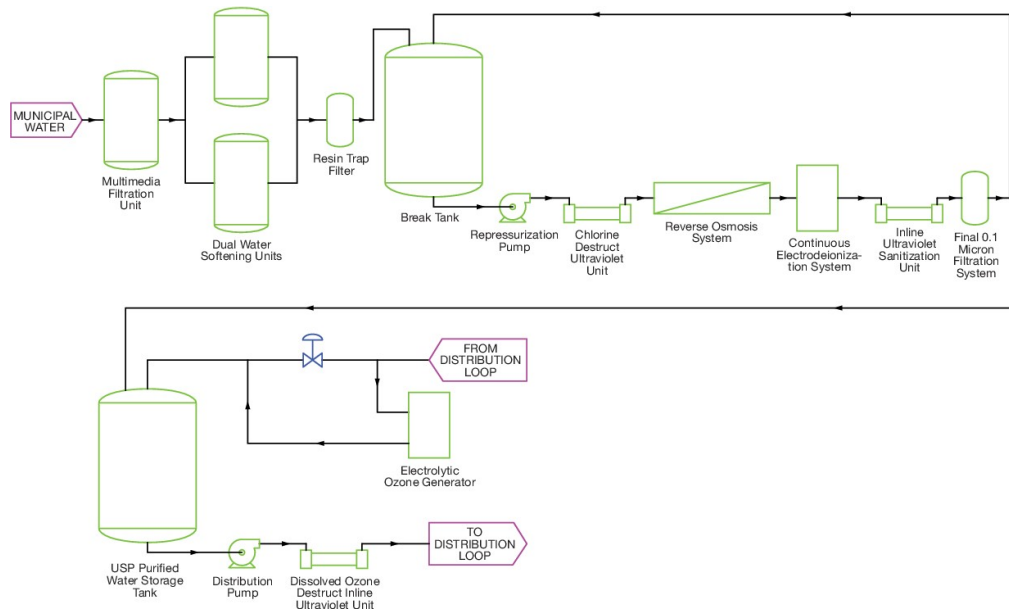 MUNICIPAL
WATER
Multimedia
Filtration
Unit
Dual Water
Softening Units
Resin Trap
Filter
Break Tank
Repressurization
Pump
Chlorine
Destruct
Ultraviolet
Unit
Reverse Osmosis
System
Continuous
Electrodeioniza-
tion System
Inline
Ultraviolet
Sanitization
Unit
Final 0.1
Micron
Filtration
System
FROM
DISTRIBUTION
LOOP
Electrolytic
Ozone Generator
TO
DISTRIBUTION
LOOP
USP Purified
Water Storage
Tank
Distribution
Pump
Dissolved Ozone
Destruct Inline
Ultraviolet Unit